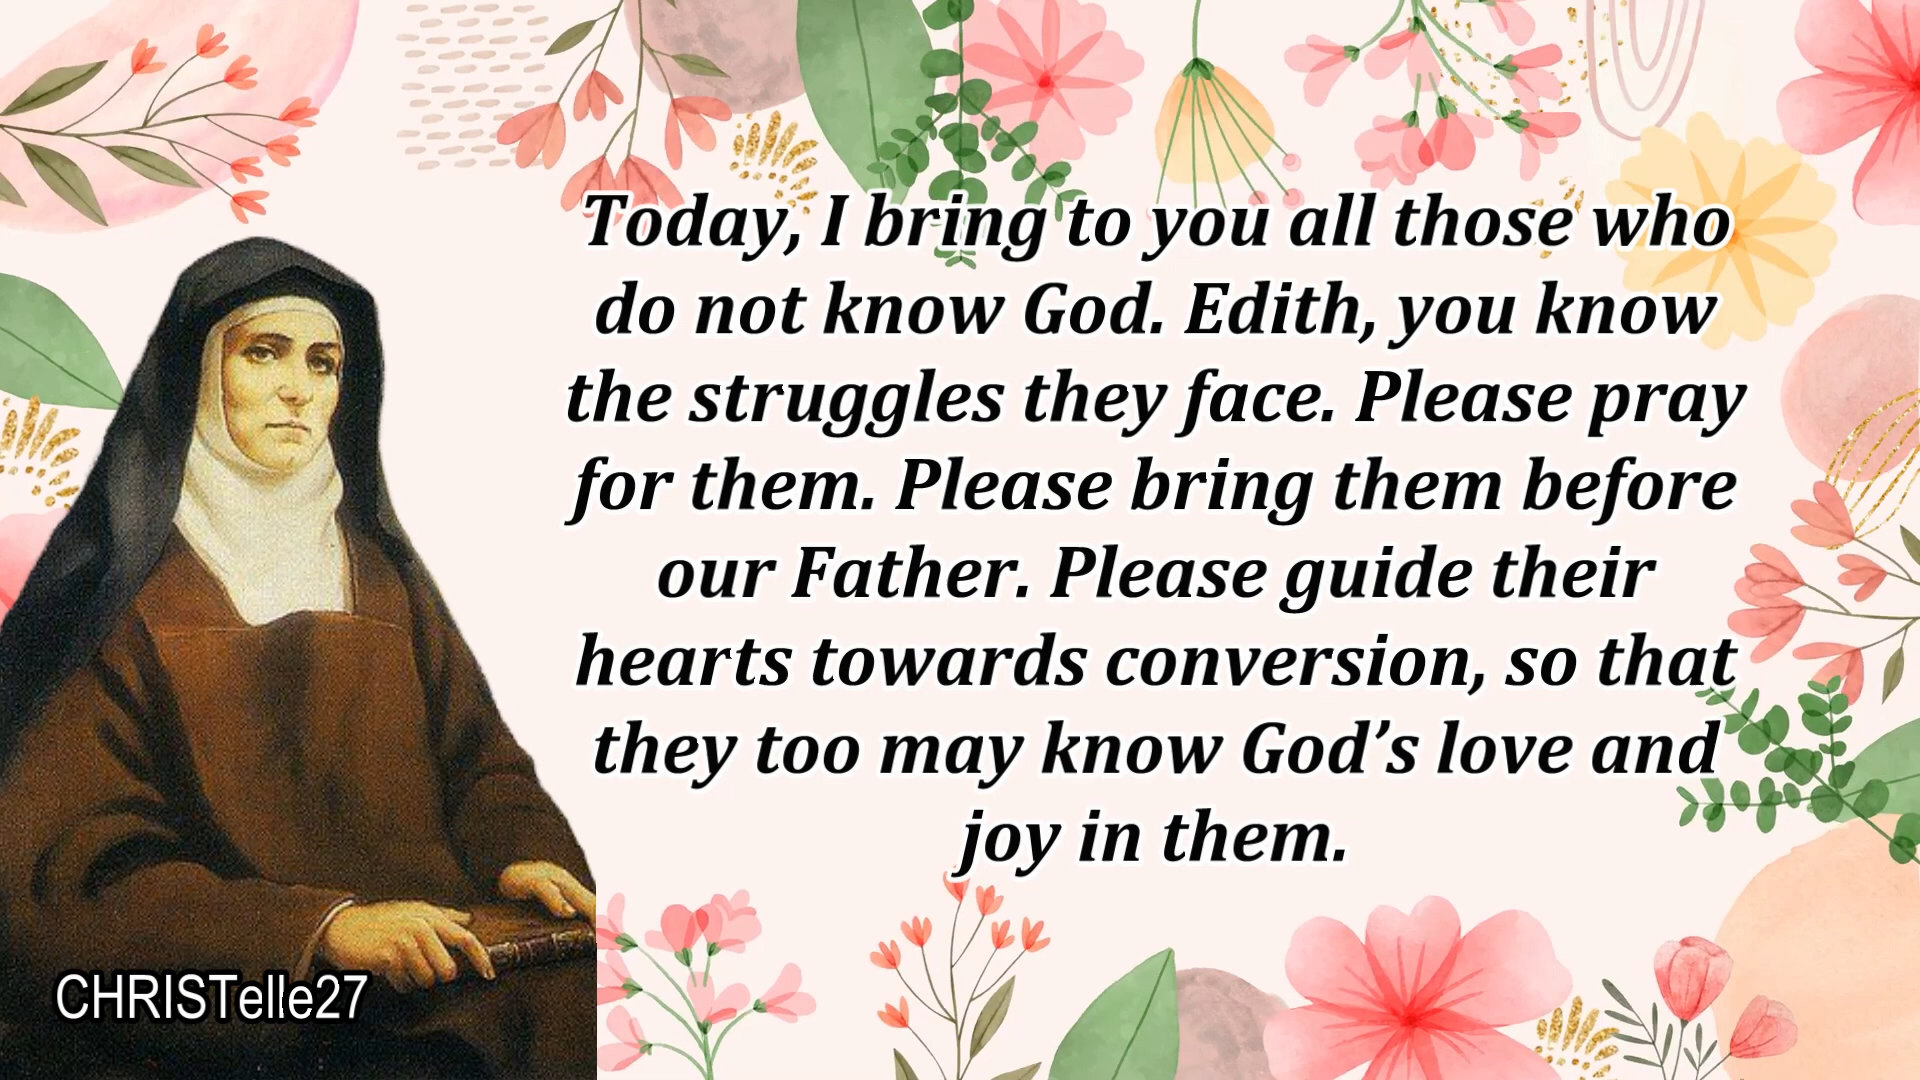 Today, I bring to you all those who
do not know God. Edith, you know
the struggles they face. Please pray
for them. Please bring them before
our Father. Please guide their
hearts towards conversion, so that
they too may know God’s love and
joy in them.
CHRISTelle27